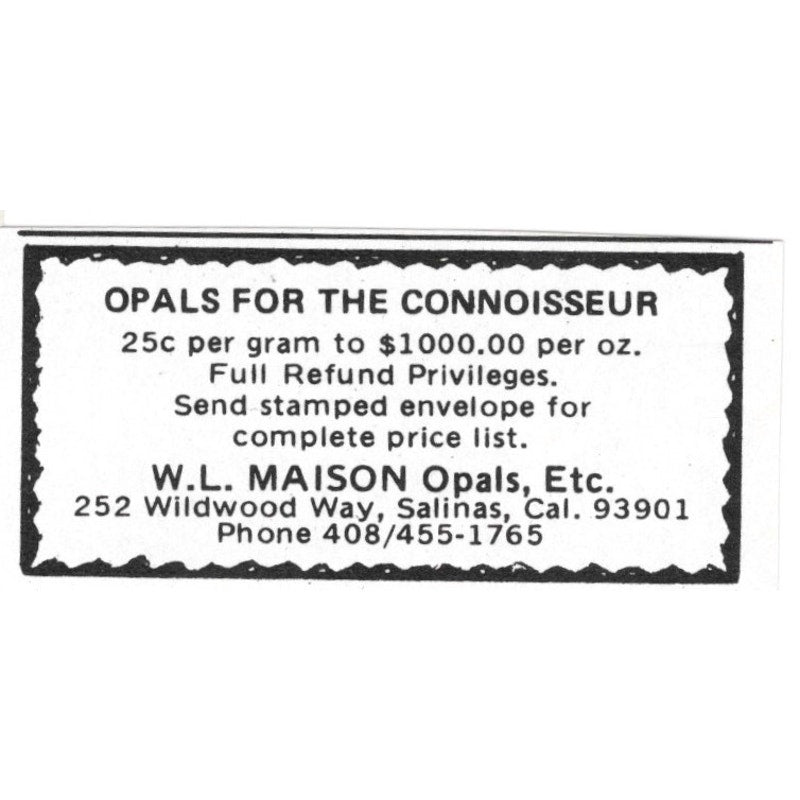 OPALS FOR THE CONNOISSEUR
25c per gram to $1000.00 per oz.
Full Refund Privileges.
Send stamped envelope for
complete price list.
W.L. MAISON Opals, Etc.
252 Wildwood Way, Salinas, Cal. 93901
Phone 408/455-1765